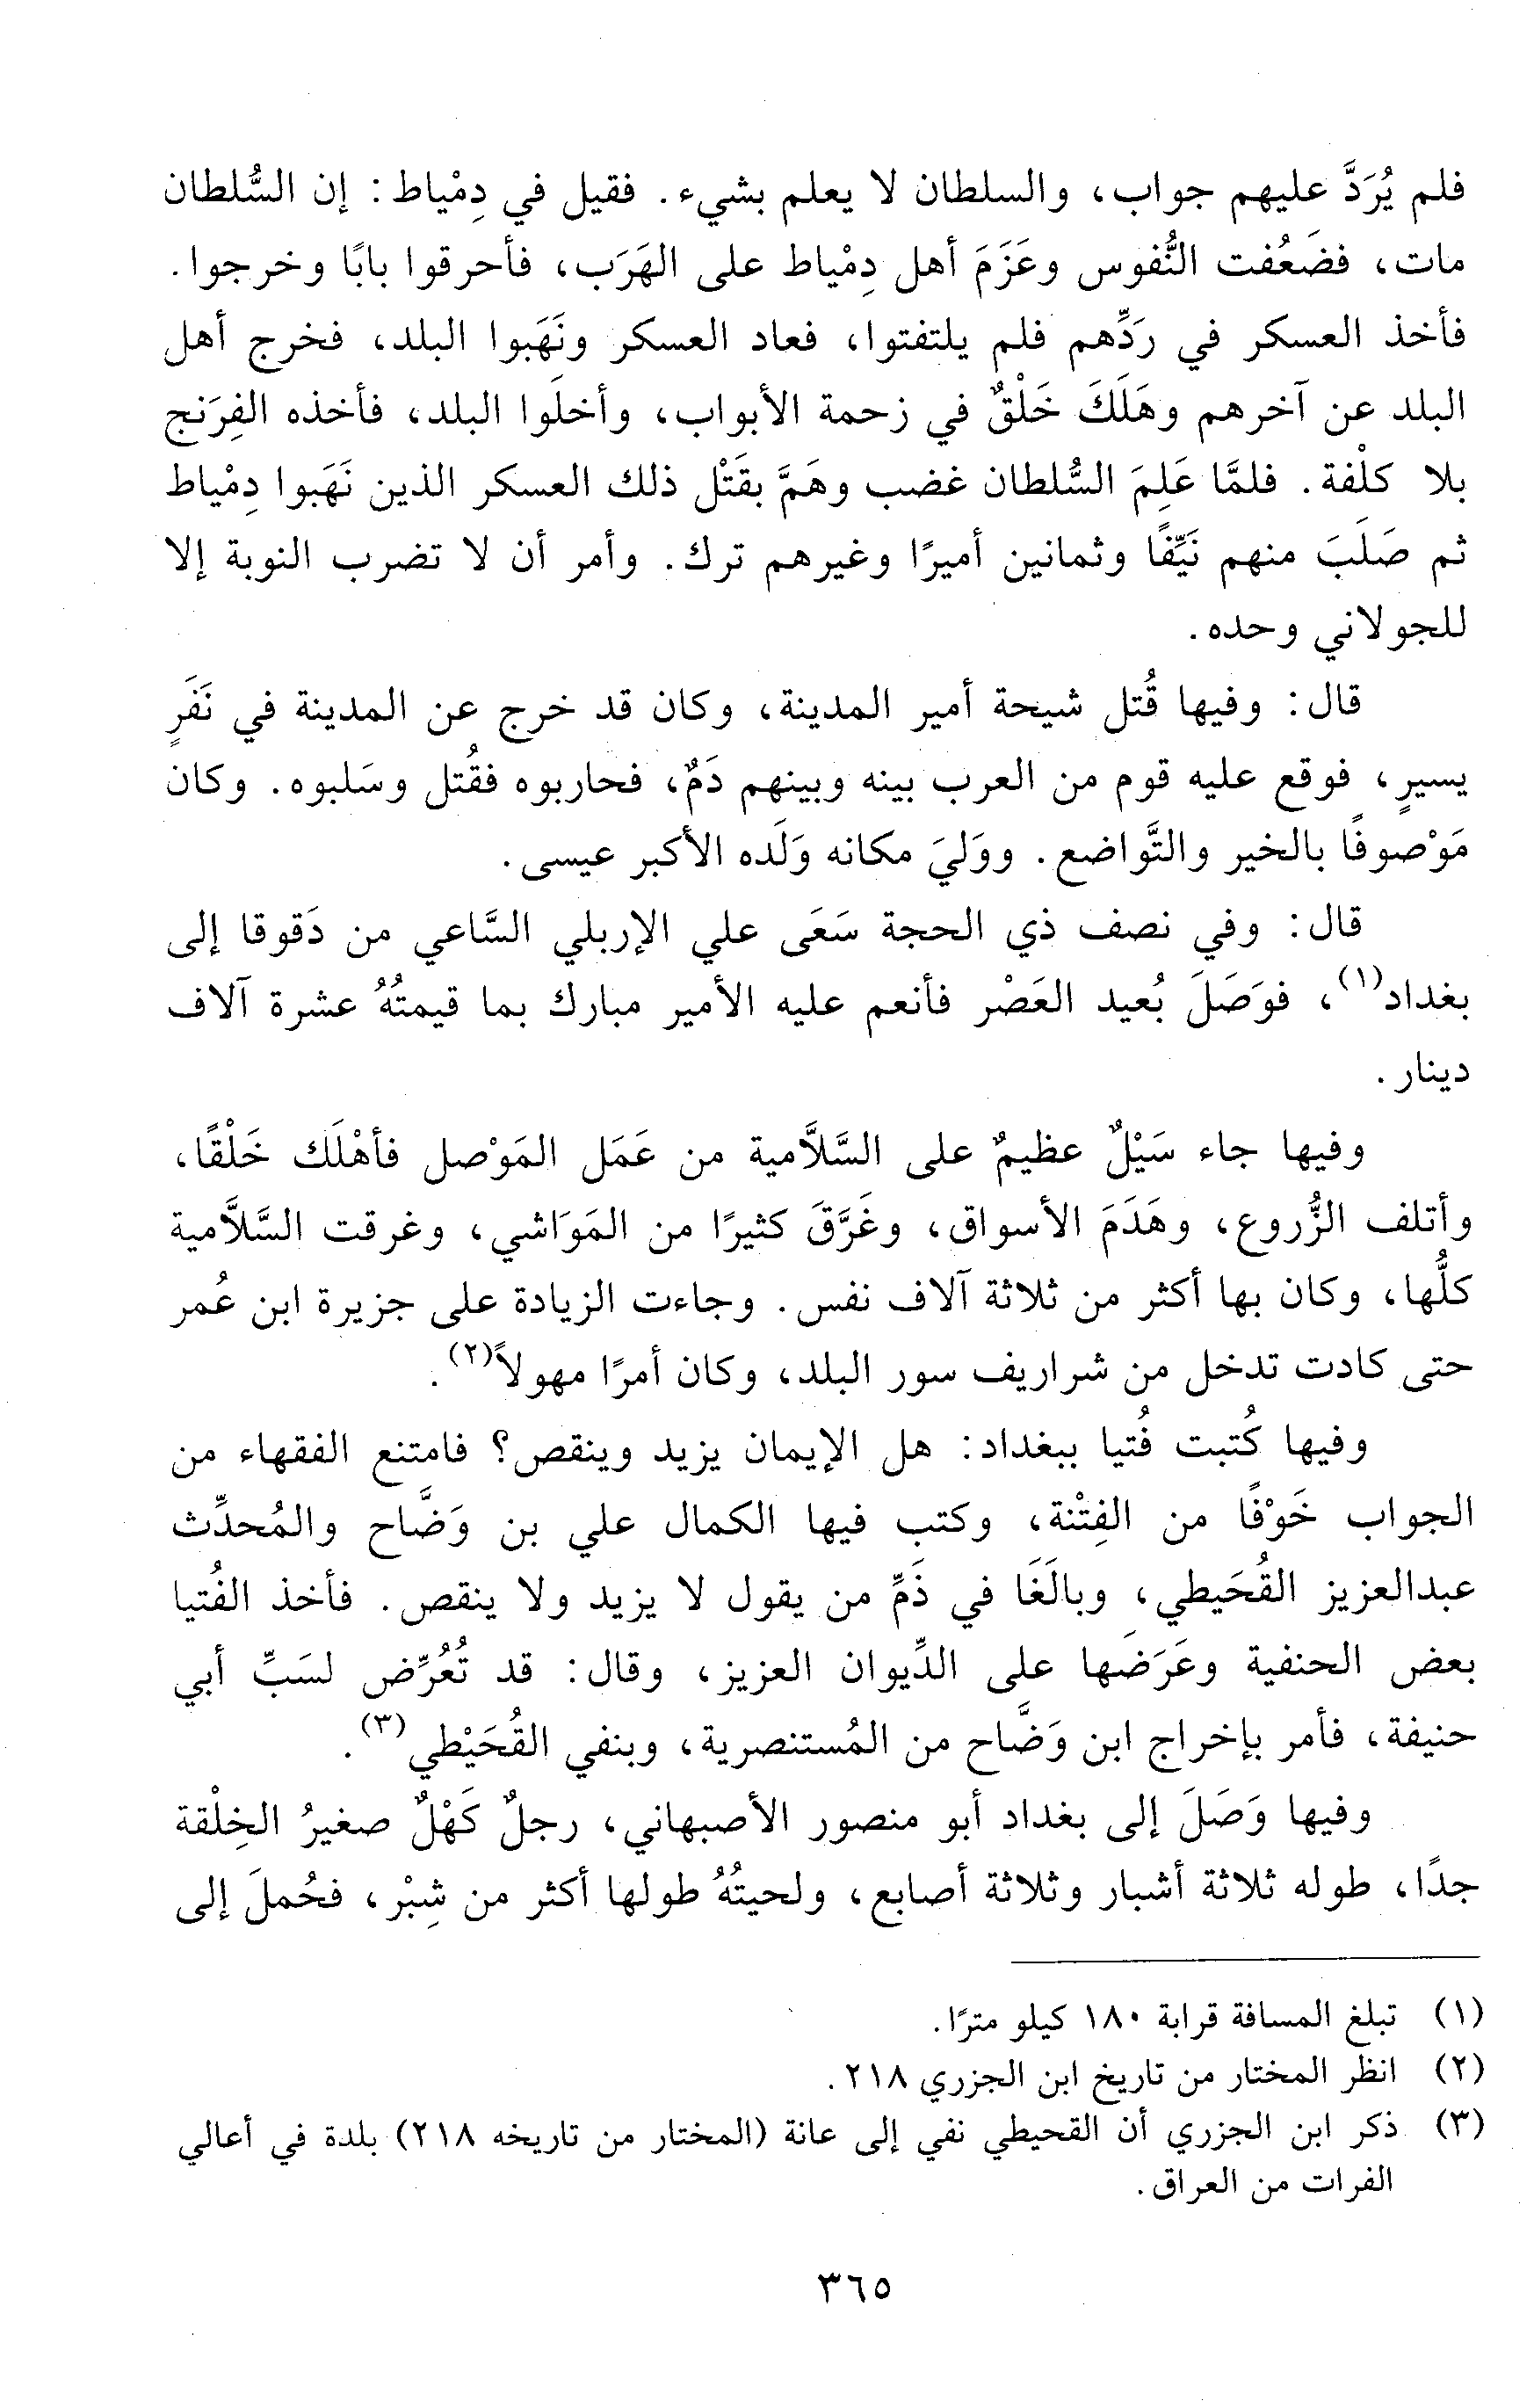 فلم يُرَدَّ عليهم جواب، والسلطان لا يعلم بشيء. فقيل في دِمْياط: إن السُّلطان
مات، فضَعُفت النُّفوس وعَزَمَ أهل دِمْياط على الهَرَب، فأحرقوا بابًا وخرجوا.
فأخذ العسكر في رَدِّهم فلم يلتفتوا، فعاد العسكر ونَهَبوا البلد، فخرج أهل
البلد عن آخرهم وهَلَكَ خَلْقٌ في زحمة الأبواب، وأخلَوا البلد، فأخذه الفِرَنج
بلا كلْفة. فلمَّا عَلِمَ السُّلطان غضب وهَمَّ بقَتْل ذلك العسكر الذين نَهَبوا دِمْياط
ثم صَلَبَ منهم نَيِّفًا وثمانين أميرًا وغيرهم ترك. وأمر أن لا تضرب النوبة إلا
للجولاني وحده.
قال: وفيها قُتل شيحة أمير المدينة، وكان قد خرج عن المدينة في نَفَرٍ
يسيرٍ، فوقع عليه قوم من العرب بينه وبينهم دَمٌ، فحاربوه فقُتل وسَلبوه. وكان
مَوْصوفًا بالخير والتَّواضع. ووَليَ مكانه وَلَده الأكبر عيسى.
قال: وفي نصف ذي الحجة سَعَى علي الإربلي السَّاعي من دَقوقا إلى
بغداد(١)، فوَصَلَ بُعيد العَصْر فأنعم عليه الأمير مبارك بما قيمتُهُ عشرة آلاف
دينار.
وفيها جاء سَيْلٌ عظيمٌ على السَّلاَّمية من عَمَل المَوْصل فأهْلَك خَلْقًا،
وأتلف الزُّروع، وهَدَمَ الأسواق، وغَرَّقَ كثيرًا من المَوَاشي، وغرقت السَّلاَّمية
كلُّها، وكان بها أكثر من ثلاثة آلاف نفس. وجاءت الزيادة على جزيرة ابن عُمر
حتى كادت تدخل من شراريف سور البلد، وكان أمرًا مهولاً(٢).
وفيها كُتبت فُتيا ببغداد: هل الإيمان يزيد وينقص؟ فامتنع الفقهاء من
الجواب خَوْفًا من الفِتْنة، وكتب فيها الكمال علي بن وَضَّاح والمُحدِّث
عبدالعزيز القُحَيطي، وبالَغَا في ذَمِّ من يقول لا يزيد ولا ينقص. فأخذ الفُتيا
بعض الحنفية وعَرَضَها على الدِّيوان العزيز، وقال: قد تُعُرِّض لسَبِّ أبي
حنيفة، فأمر بإخراج ابن وَضَّاح من المُستنصرية، وبنفي القُحَيْطي(٣).
وفيها وَصَلَ إلى بغداد أبو منصور الأصبهاني، رجلٌ كَهْلٌ صغيرُ الخِلْقة
جدًا، طوله ثلاثة أشبار وثلاثة أصابع، ولحيتُهُ طولها أكثر من شِبْر، فحُملَ إلى
(١) تبلغ المسافة قرابة ١٨٠ كيلو مترًا.
(٢) انظر المختار من تاريخ ابن الجزري ٢١٨.
(٣) ذكر ابن الجزري أن القحيطي نفي إلى عانة (المختار من تاريخه ٢١٨) بلدة في أعالي
الفرات من العراق.
٣٦٥